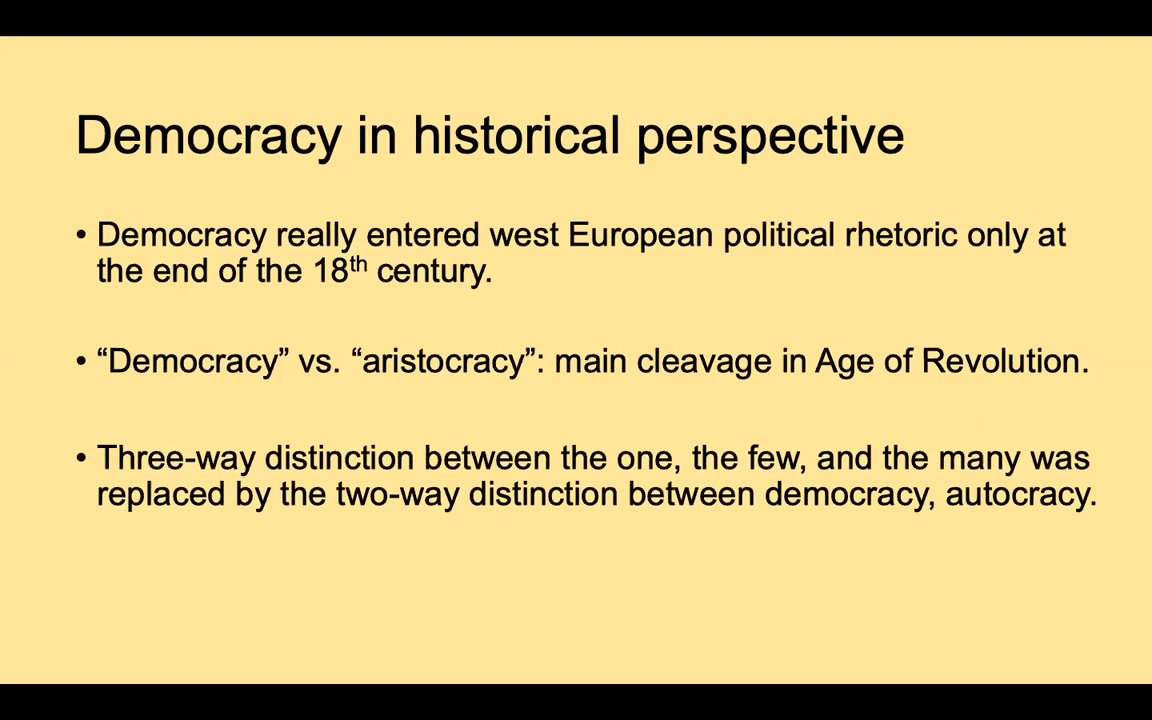 Democracy in historical perspective
• Democracy really entered west European political rhetoric only at
the end of the 18th century.
• “Democracy” vs. “aristocracy”: main cleavage in Age of Revolution.
• Three-way distinction between the one, the few, and the many was
replaced by the two-way distinction between democracy, autocracy.